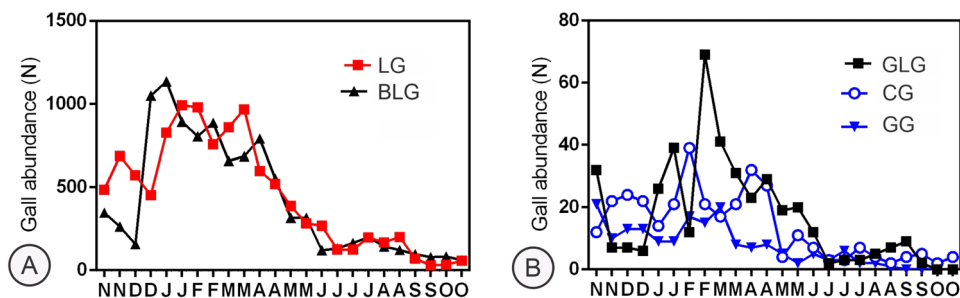 1500
1000
500
0
Gall abundance (N)
LG
BLG
N N D D J J F F M M A A M M J J J J A A S S O O
A
80
60
40
20
0
Gall abundance (N)
GLG
CG
GG
N N D D J J F F M M A A M M J J J J A A S S O O
B